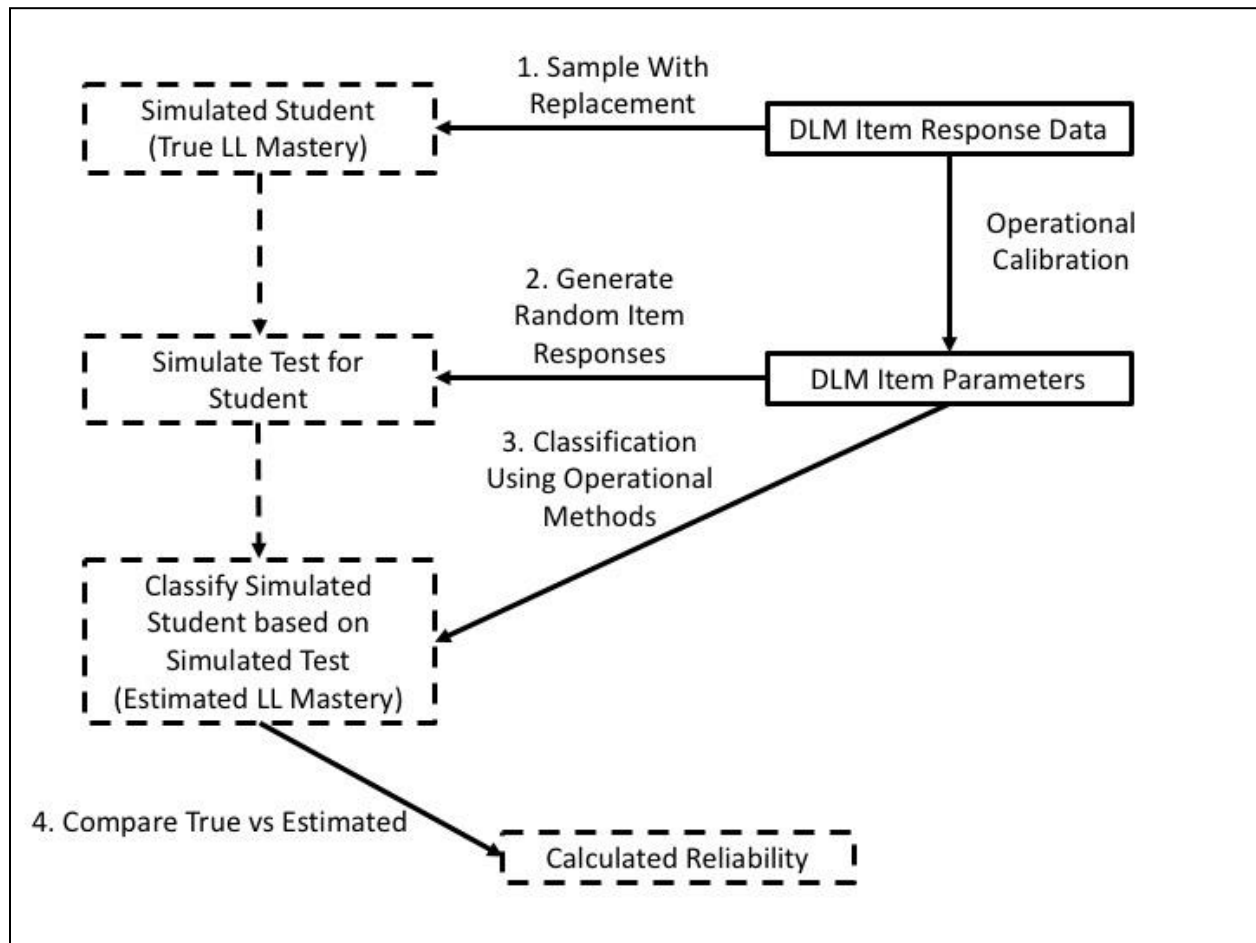 1. Sample With
Replacement
Simulated Student
(True LL Mastery)
DLM Item Response Data
Operational
Calibration
2. Generate
Random Item
Responses
Simulate Test for
Student
DLM Item Parameters
3. Classification
Using Operational
Methods
Classify Simulated
Student based on
Simulated Test
(Estimated LL Mastery)
4. Compare True vs Estimated
Calculated Reliability